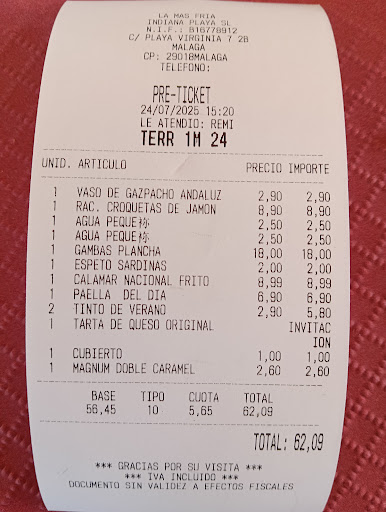 LA MAS FRIA
INDIANA PLAYA SL
N.I.F.: B16778912
C/ PLAYA VIRGINIA 7 2B
MALAGA
CP: 29018MALAGA
TELEFONO:
PRE-TICKET
24/07/2025 15:20
LE ATENDIO: REMI
TERR 1M 24
UNID. ARTICULO PRECIO IMPORTE
1 VASO DE GAZPACHO ANDALUZ 2,90 2,90
1 RAC. CROQUETAS DE JAMON 8,90 8,90
1 AGUA PEQUE 2,50 2,50
1 AGUA PEQUE 2,50 2,50
1 GAMBAS PLANCHA 18,00 18,00
1 ESPETO SARDINAS 2,00 2,00
1 CALAMAR NACIONAL FRITO 8,99 8,99
1 PAELLA DEL DIA 6,90 6,90
2 TINTO DE VERANO 2,90 5,80
1 TARTA DE QUESO ORIGINAL INVITAC
ION
1 CUBIERTO 1,00 1,00
1 MAGNUM DOBLE CARAMEL 2,60 2,60
BASE TIPO CUOTA TOTAL
56,45 10 5,65 62,09
TOTAL: 62,09
*** GRACIAS POR SU VISITA ***
*** IVA INCLUIDO ***
DOCUMENTO SIN VALIDEZ A EFECTOS FISCALES